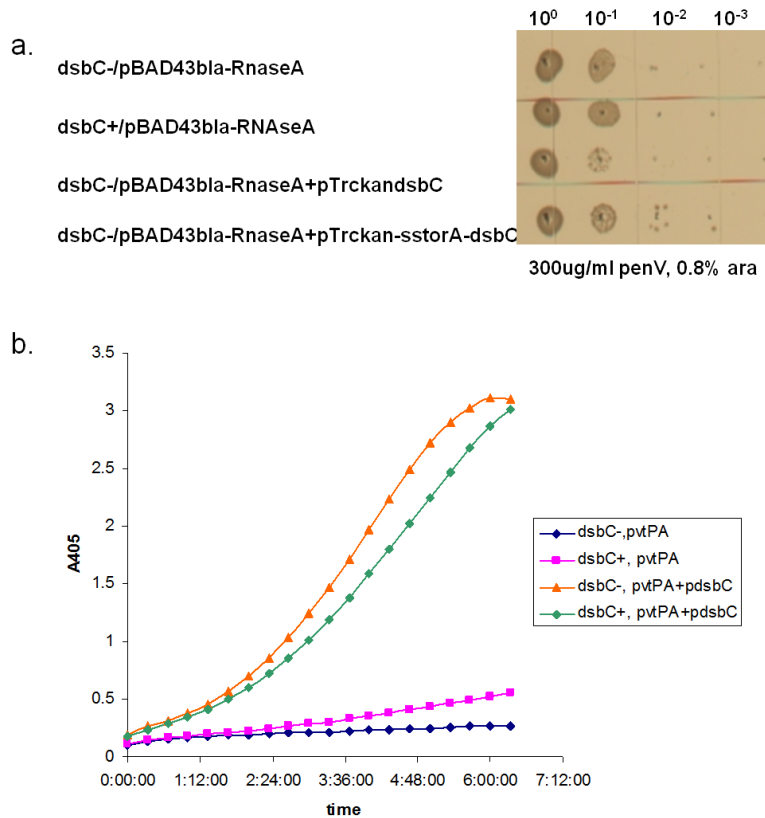 a.
10⁰ 10⁻¹ 10⁻² 10⁻³
dsbC-/pBAD43bla-RnaseA
dsbC+/pBAD43bla-RNAseA
dsbC-/pBAD43bla-RnaseA+pTrckandsbC
dsbC-/pBAD43bla-RnaseA+pTrckan-sstorA-dsbC
300ug/ml penV, 0.8% ara
b.
3.5
3
2.5
2
1.5
1
0.5
0
A405
0:00:00 1:12:00 2:24:00 3:36:00 4:48:00 6:00:00 7:12:00
time
dsbC-,pvtPA
dsbC+, pvtPA
dsbC-, pvtPA+pdsbC
dsbC+, pvtPA+pdsbC